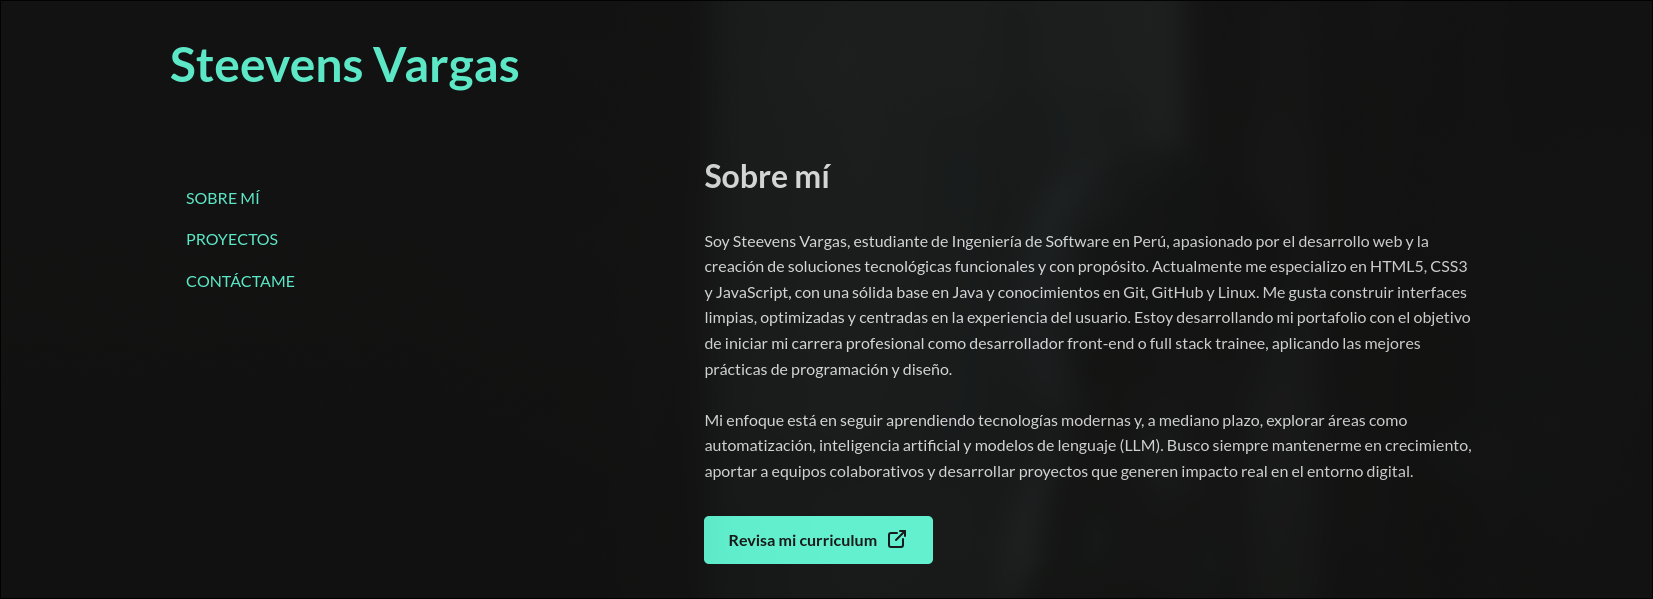 Steevens Vargas
SOBRE MÍ
PROYECTOS
CONTÁCTAME
Sobre mí
Soy Steevens Vargas, estudiante de Ingeniería de Software en Perú, apasionado por el desarrollo web y la
creación de soluciones tecnológicas funcionales y con propósito. Actualmente me especializo en HTML5, CSS3
y JavaScript, con una sólida base en Java y conocimientos en Git, GitHub y Linux. Me gusta construir interfaces
limpias, optimizadas y centradas en la experiencia del usuario. Estoy desarrollando mi portafolio con el objetivo
de iniciar mi carrera profesional como desarrollador front-end o full stack trainee, aplicando las mejores
prácticas de programación y diseño.
Mi enfoque está en seguir aprendiendo tecnologías modernas y, a mediano plazo, explorar áreas como
automatización, inteligencia artificial y modelos de lenguaje (LLM). Busco siempre mantenerme en crecimiento,
aportar a equipos colaborativos y desarrollar proyectos que generen impacto real en el entorno digital.
Revisa mi curriculum